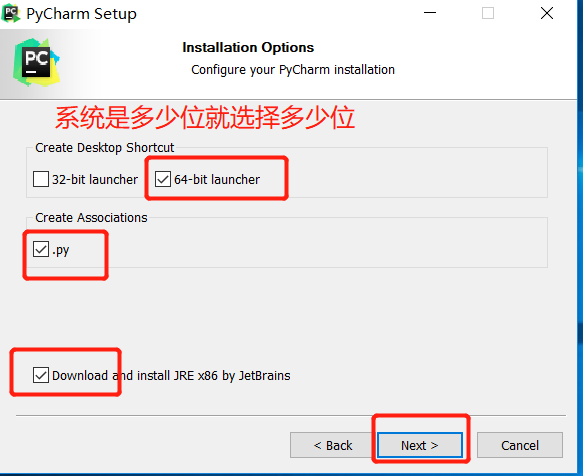 PyCharm Setup
Installation Options
Configure your PyCharm installation
系统是多少位就选择多少位
Create Desktop Shortcut
32-bit launcher 64-bit launcher
Create Associations
.py
Download and install JRE x86 by JetBrains
< Back Next > Cancel